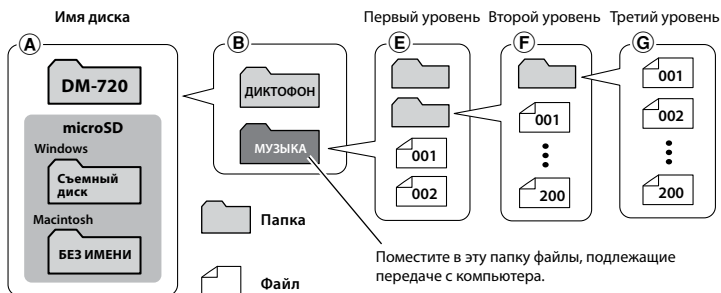 Имя диска
Первый уровень
Второй уровень
Третий уровень
A
B
E
F
G
DM-720
microSD
Windows
Съемный
диск
Macintosh
БЕЗ ИМЕНИ
ДИКТОФОН
МУЗЫКА
001
002
001
200
001
002
200
Папка
Файл
Поместите в эту папку файлы, подлежащие
передаче с компьютера.